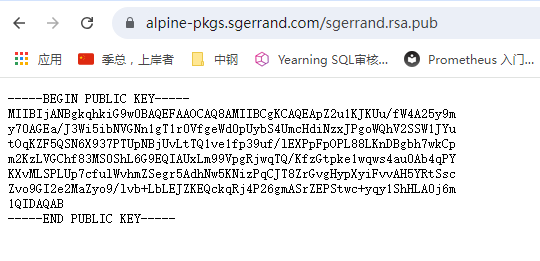 alpine-pkgs.sgerrand.com/sgerrand.rsa.pub
应用 季总，上岸者 中钢 Yearning SQL审核... Prometheus 入门...
-----BEGIN PUBLIC KEY-----
MIIBIjANBgkqhkiG9w0BAQEFAAOCAQ8AMIIBCgKCAQEApZ2u1KJKUu/fW4A25y9m
y70AGEa/J3Wi5ibNVGNn1gT1r0VfgeWd0pUybS4UmcHdiNzxJPgoWQhV2SSW1JYu
tOqKZF5QSN6X937PTUpNBjUvLtTQ1ve1fp39uf/lEXPpFpOPL88LKnDBgbh7wkCp
m2KzLVGChf83MS0ShL6G9EQIAUxLm99VpgRjwqTQ/KfzGtpke1wqws4au0Ab4qPY
KXvMLSPLUp7cfulWvhmZSegr5AdhNw5KNizPqCJT8ZrGvgHypXyiFvvAH5YRtSsc
Zvo9GI2e2MaZyo9/lvb+LbLEJZKEQckqRj4P26gmASrZEPStwc+yqy1ShHLA0j6m
1QIDAQAB
-----END PUBLIC KEY-----